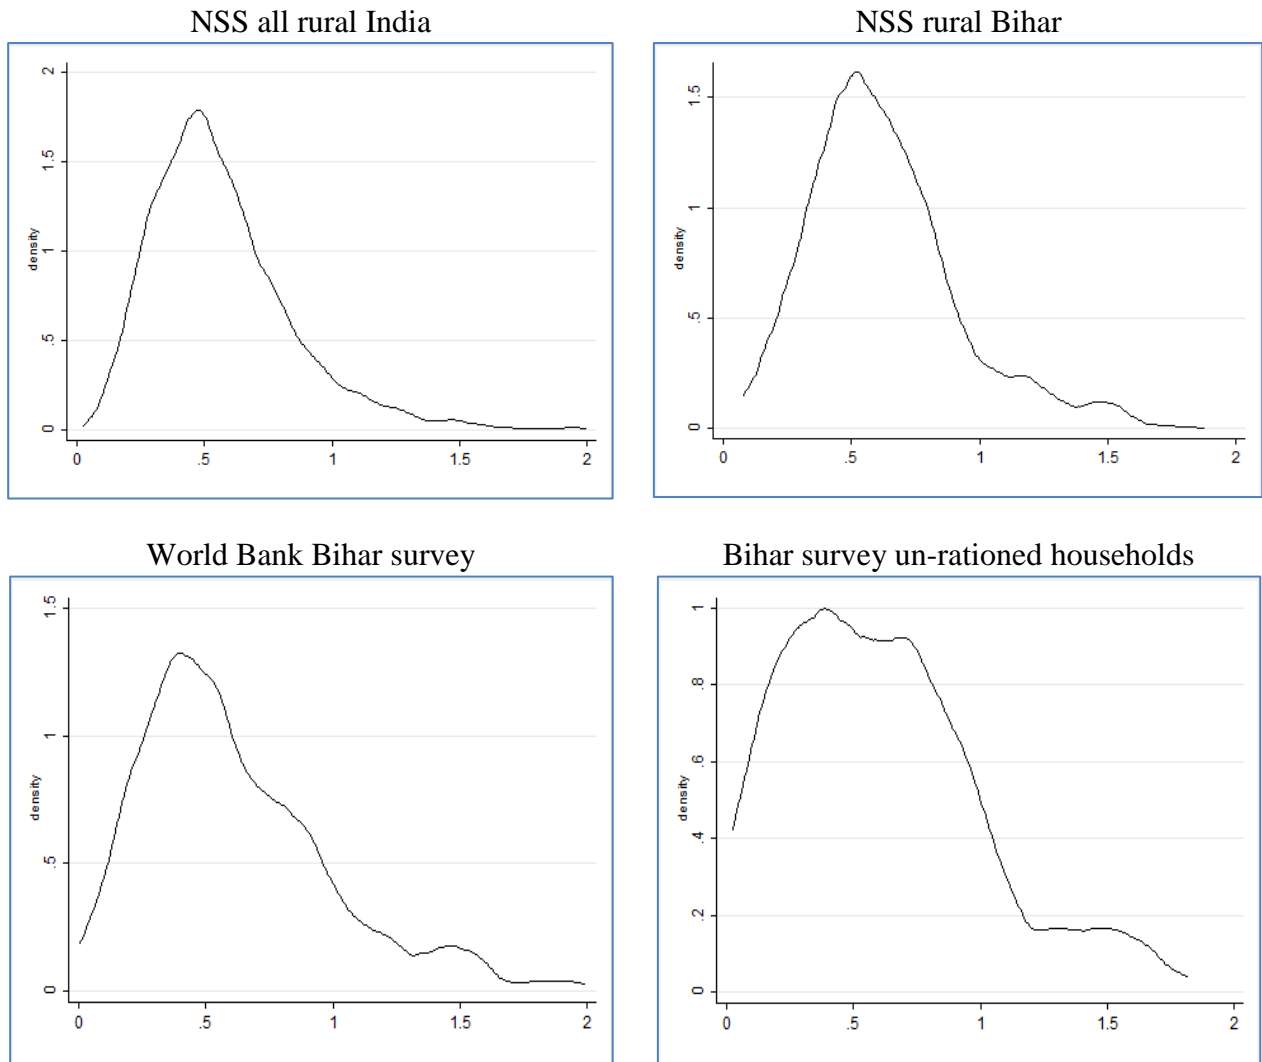 NSS all rural India
2
1.5
1
.5
0
density
0 .5 1 1.5 2
NSS rural Bihar
1.5
1
.5
0
density
0 .5 1 1.5 2
World Bank Bihar survey
1.5
1
.5
0
density
0 .5 1 1.5 2
Bihar survey un-rationed households
1
.8
.6
.4
.2
0
density
0 .5 1 1.5 2